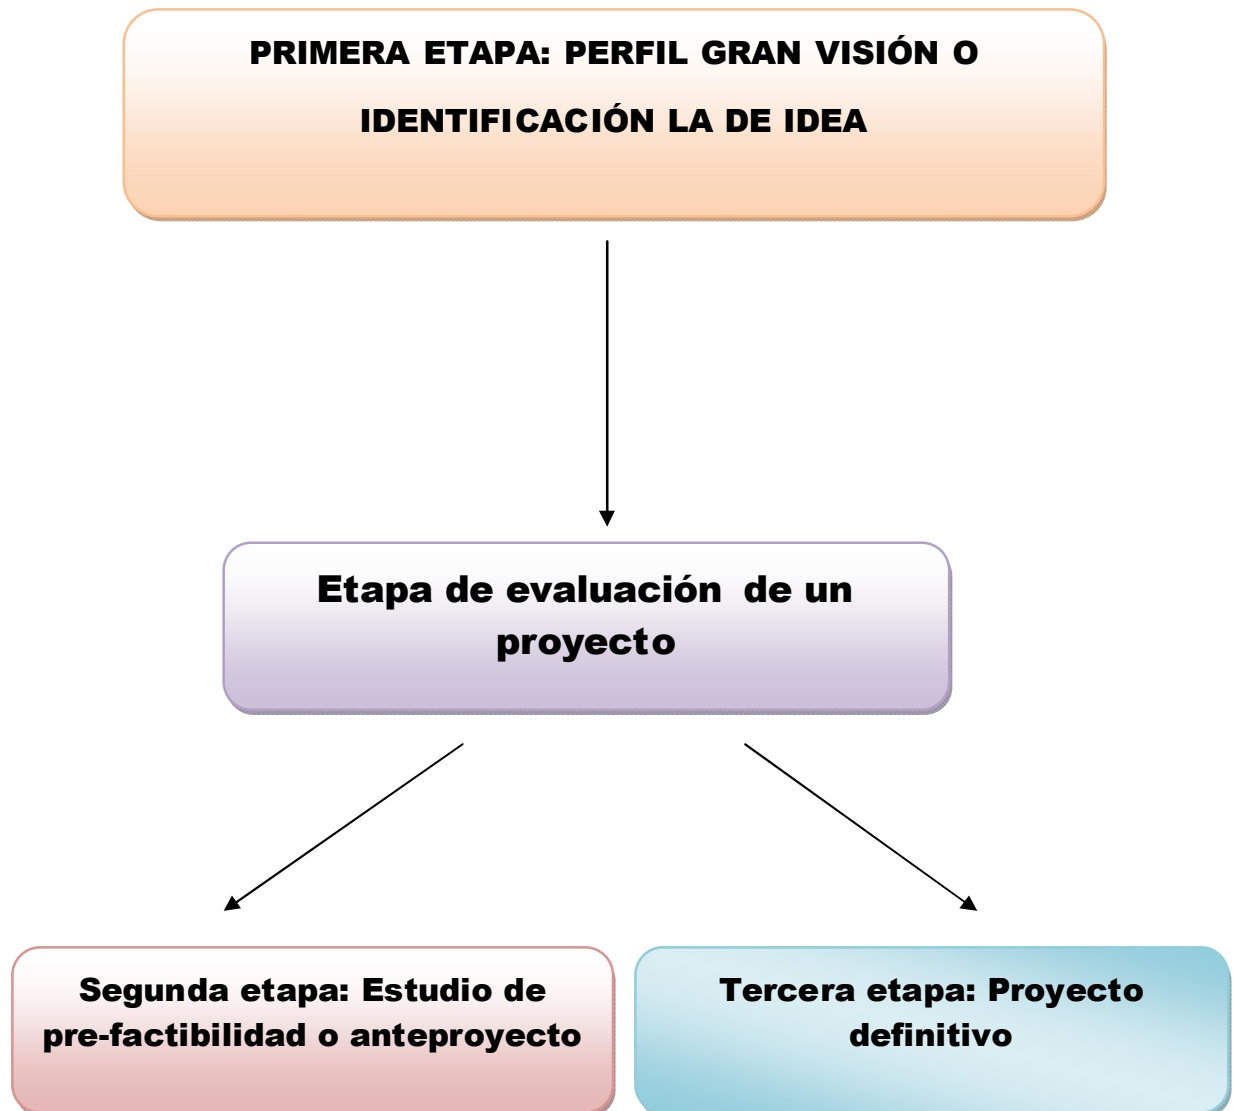 PRIMERA ETAPA: PERFIL GRAN VISIÓN O
IDENTIFICACIÓN LA DE IDEA
Etapa de evaluación de un
proyecto
Segunda etapa: Estudio de
pre-factibilidad o anteproyecto
Tercera etapa: Proyecto
definitivo